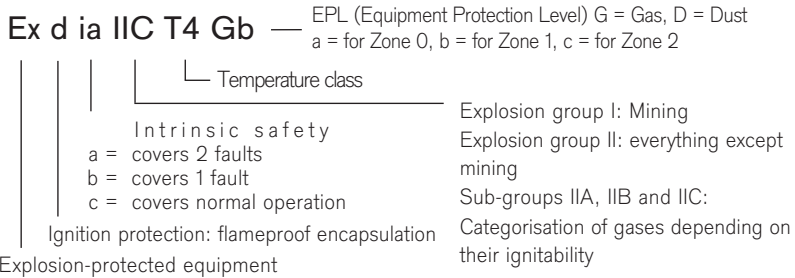 Ex d ia IIC T4 Gb
EPL (Equipment Protection Level) G = Gas, D = Dust
a = for Zone 0, b = for Zone 1, c = for Zone 2
Temperature class
Explosion group I: Mining
Explosion group II: everything except
mining
Sub-groups IIA, IIB and IIC:
Categorisation of gases depending on
their ignitability
Intrinsic safety
a = covers 2 faults
b = covers 1 fault
c = covers normal operation
Ignition protection: flameproof encapsulation
Explosion-protected equipment